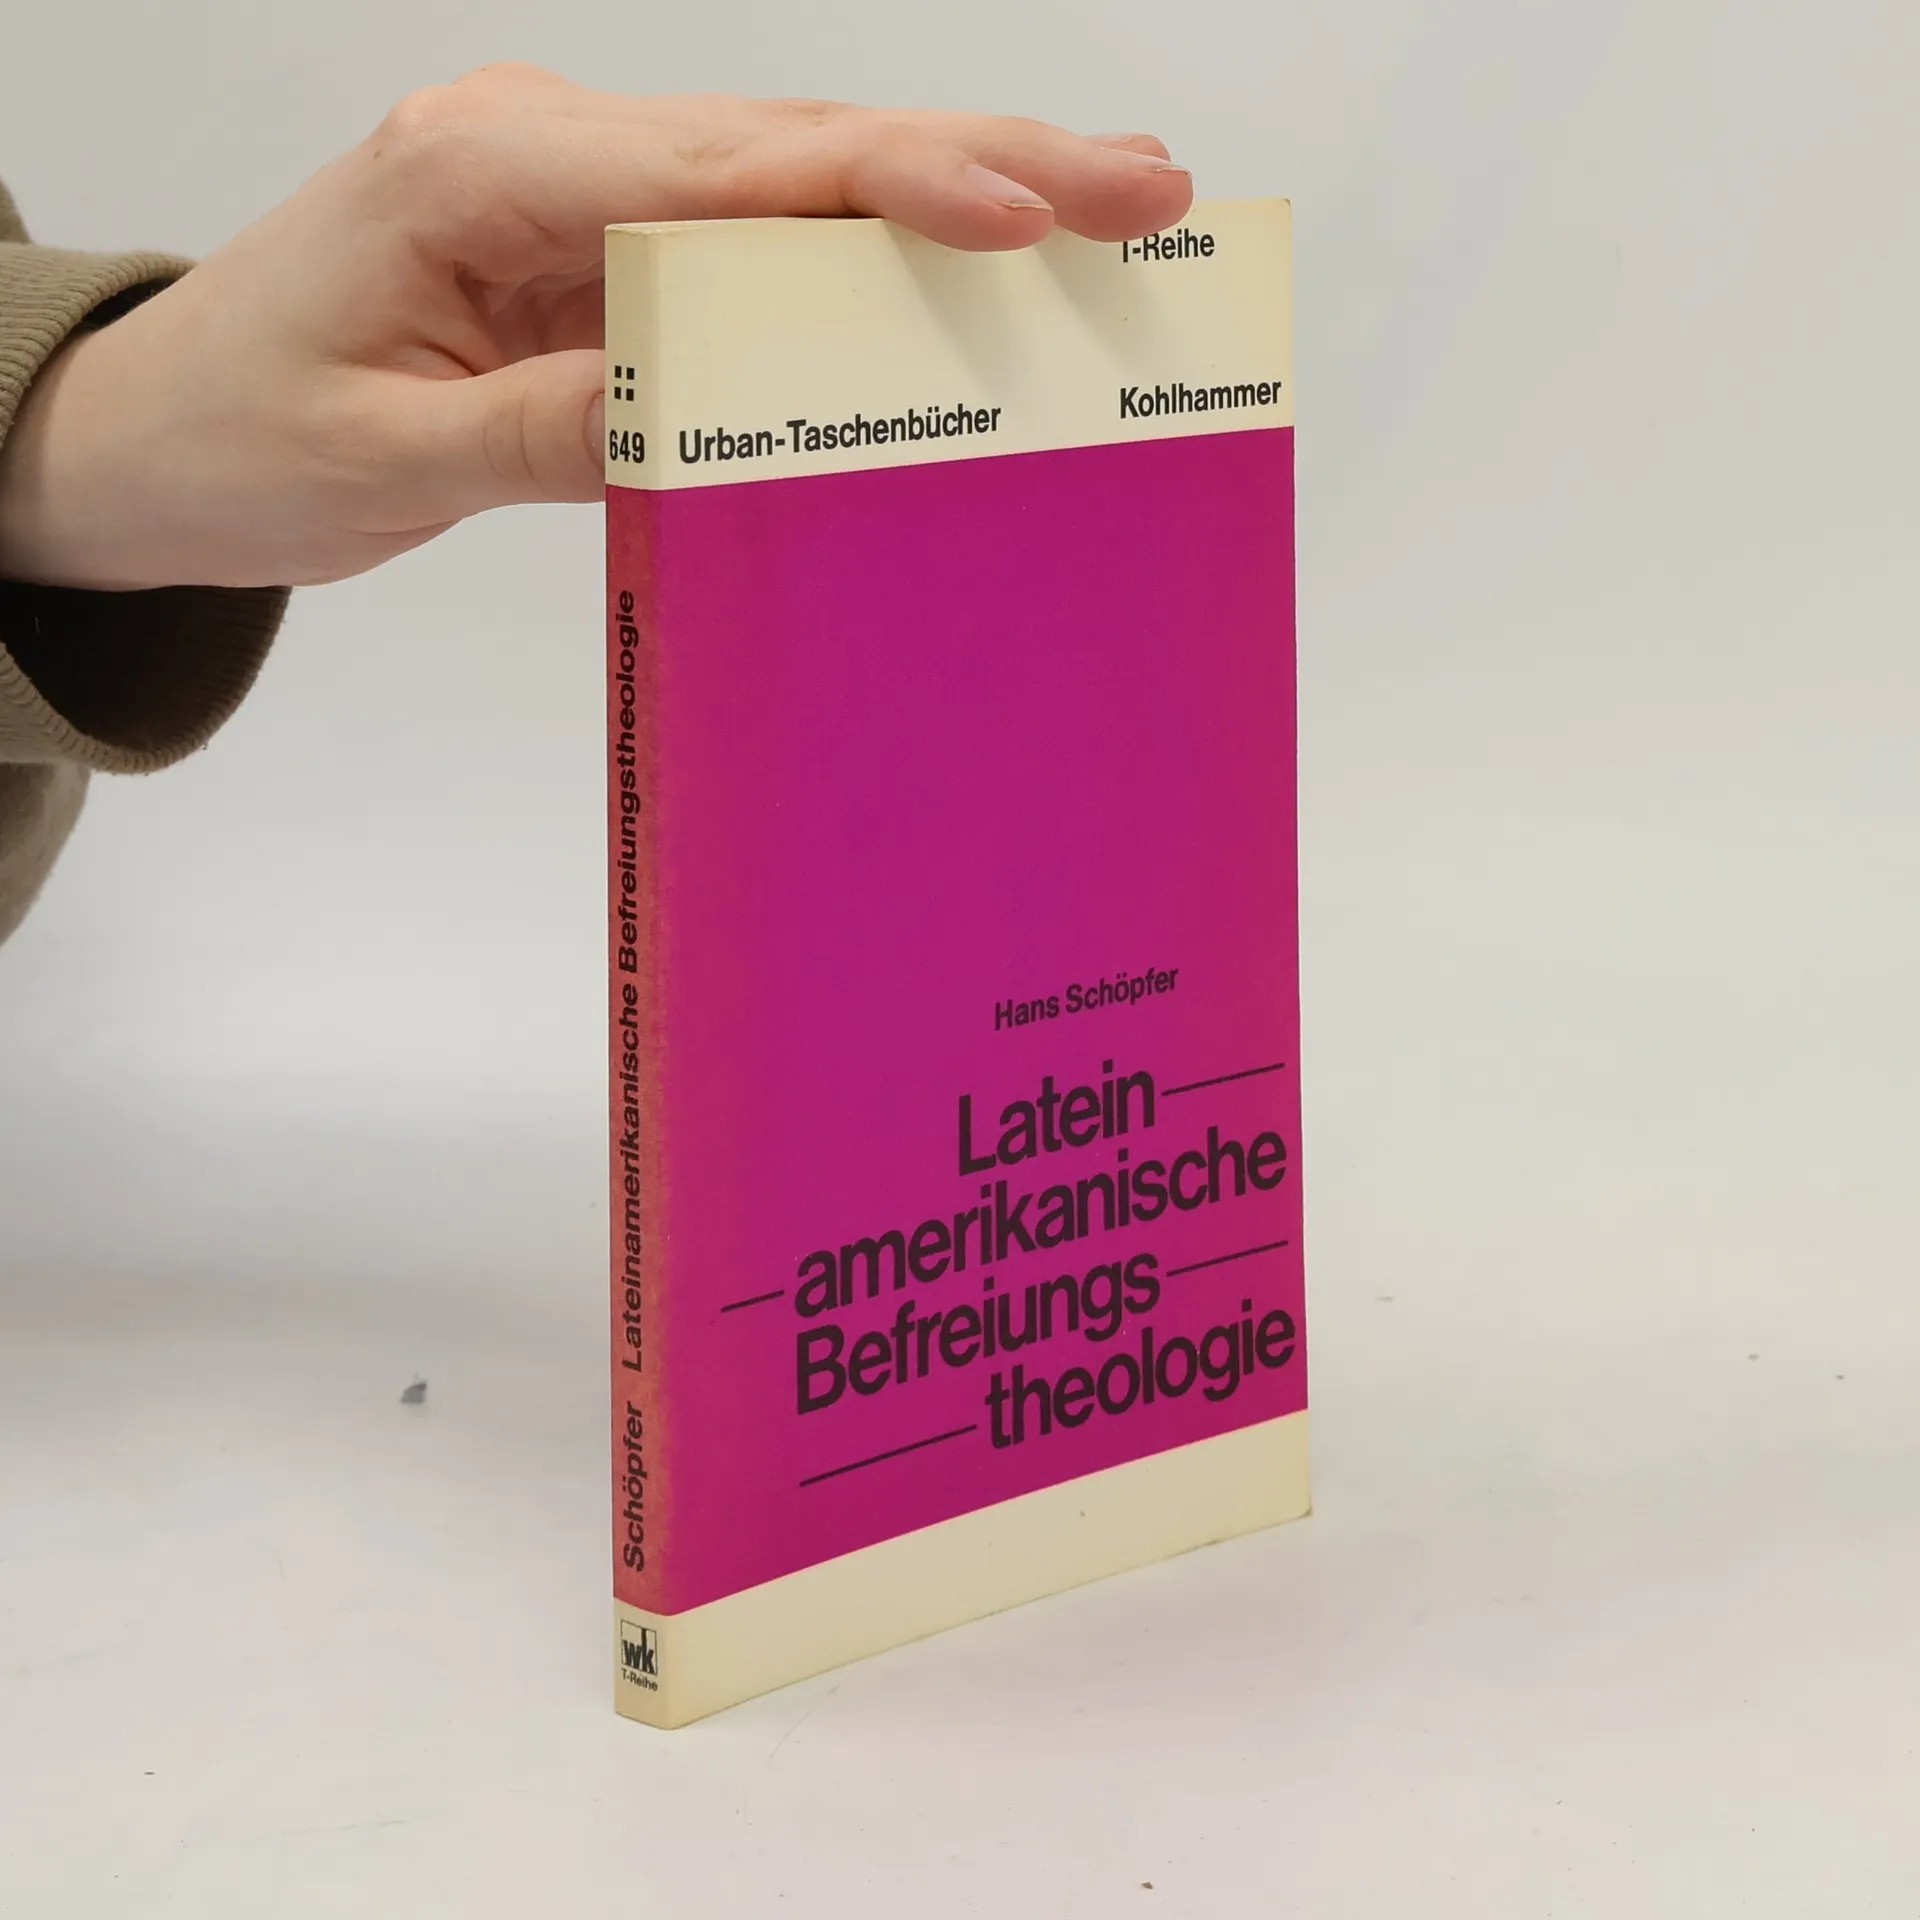 T-Reihe
Urban-Taschenbücher
Kohlhammer
Hans Schöpfer
Latein
amerikanische
Befreiungs
theologie
649
Schöpfer Lateinamerikanische Befreiungstheologie
wk
T-Reihe